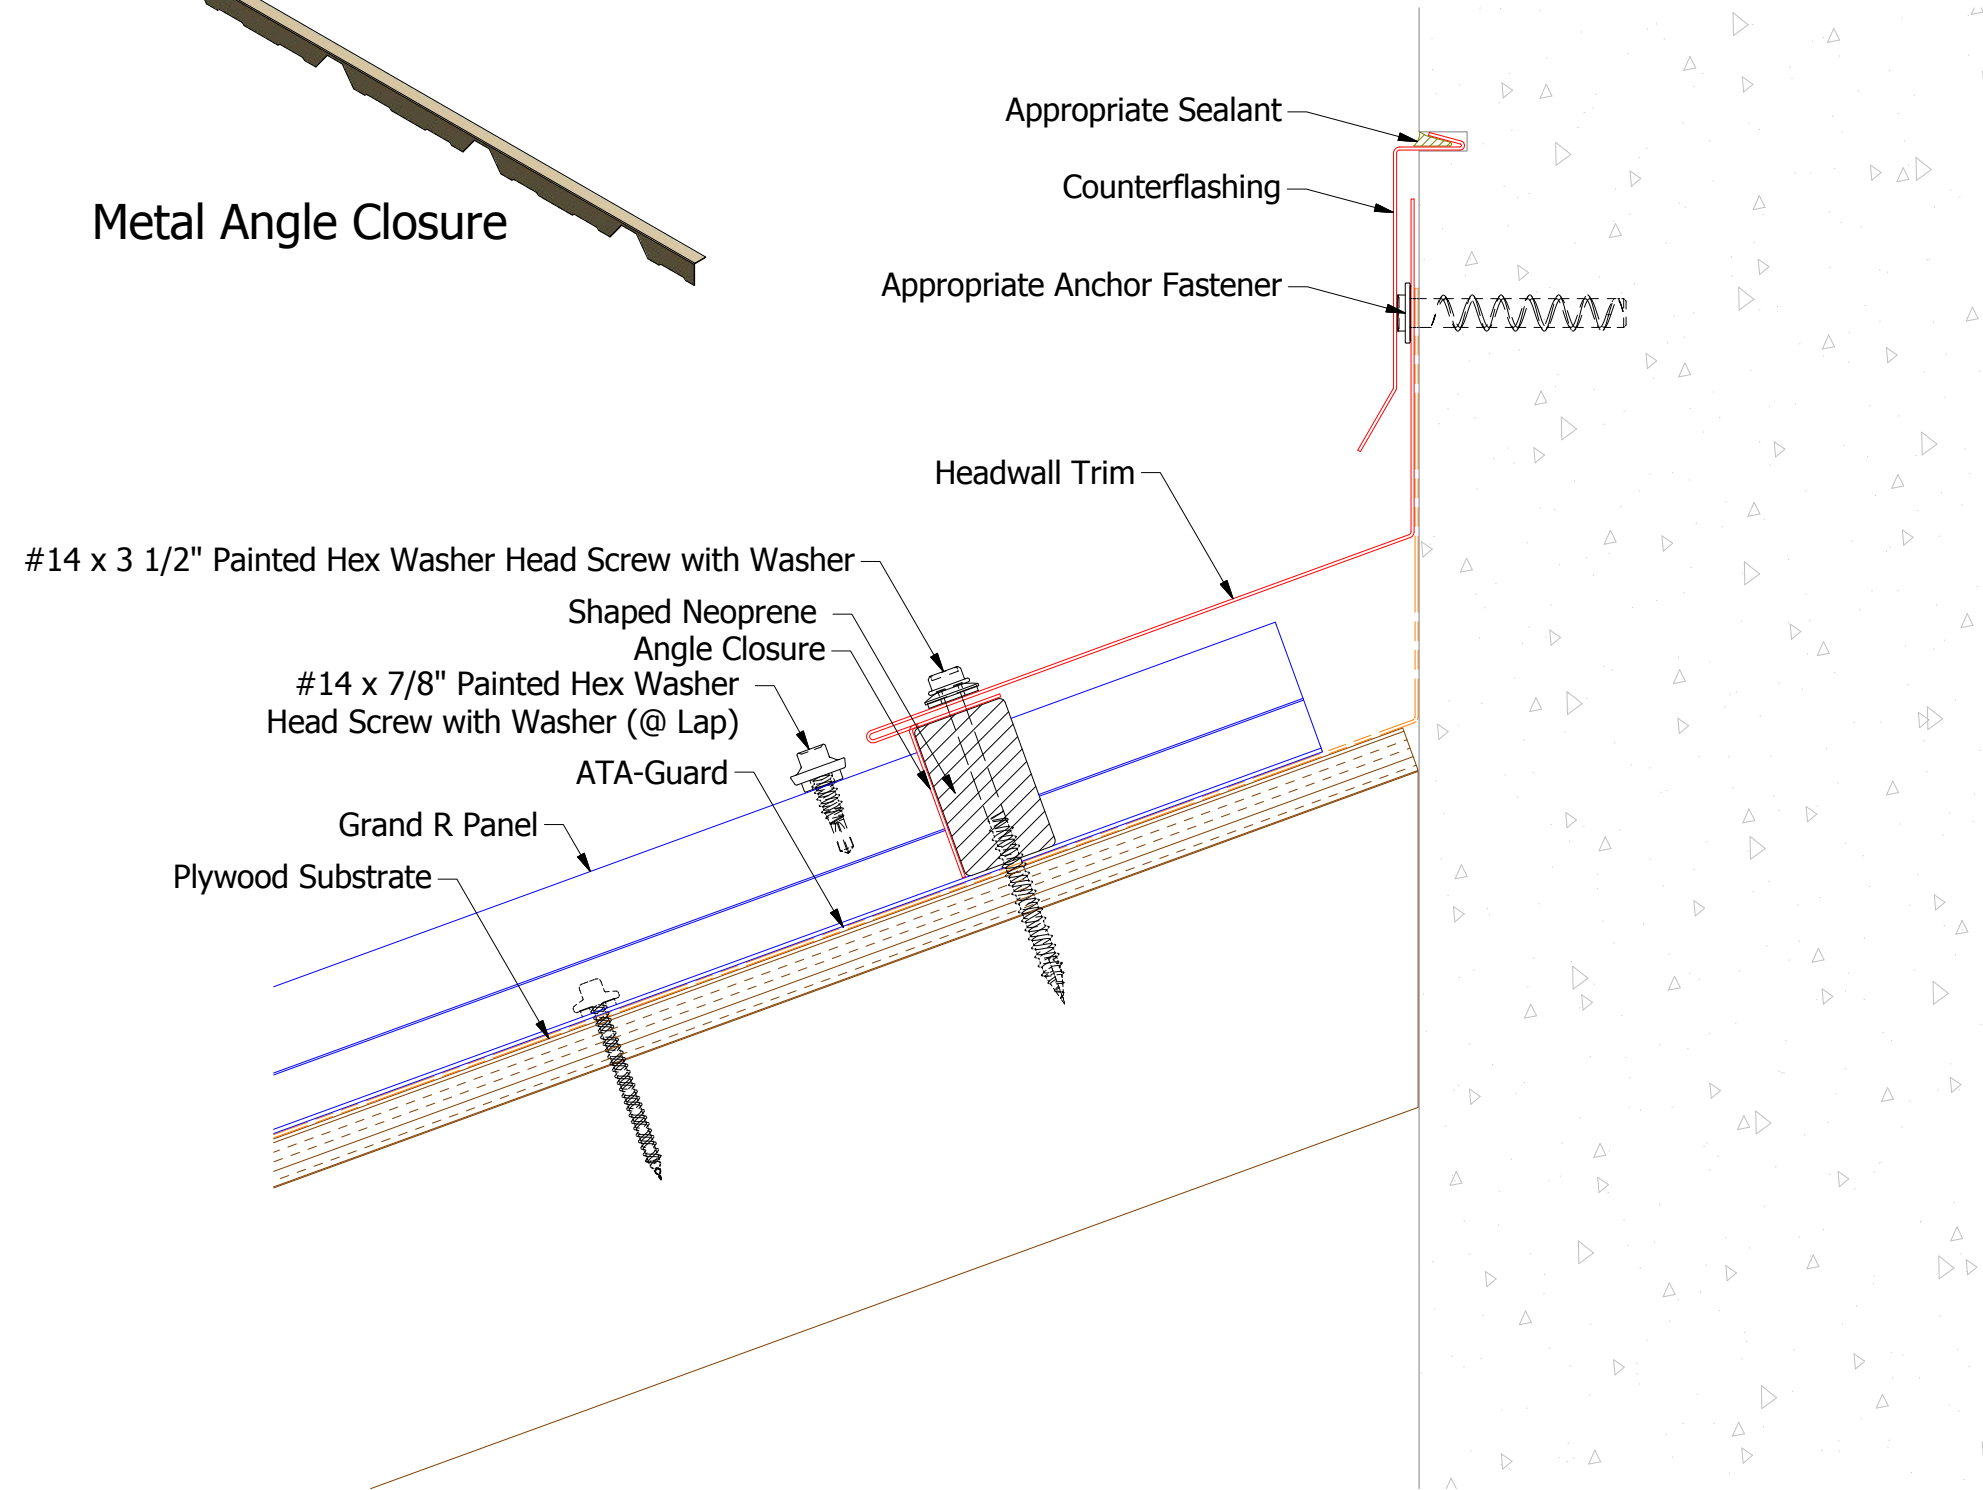 Metal Angle Closure
Appropriate Sealant
Counterflashing
Appropriate Anchor Fastener
Headwall Trim
#14 x 3 1/2" Painted Hex Washer Head Screw with Washer
Shaped Neoprene
Angle Closure
#14 x 7/8" Painted Hex Washer
Head Screw with Washer (@ Lap)
ATA-Guard
Grand R Panel
Plywood Substrate